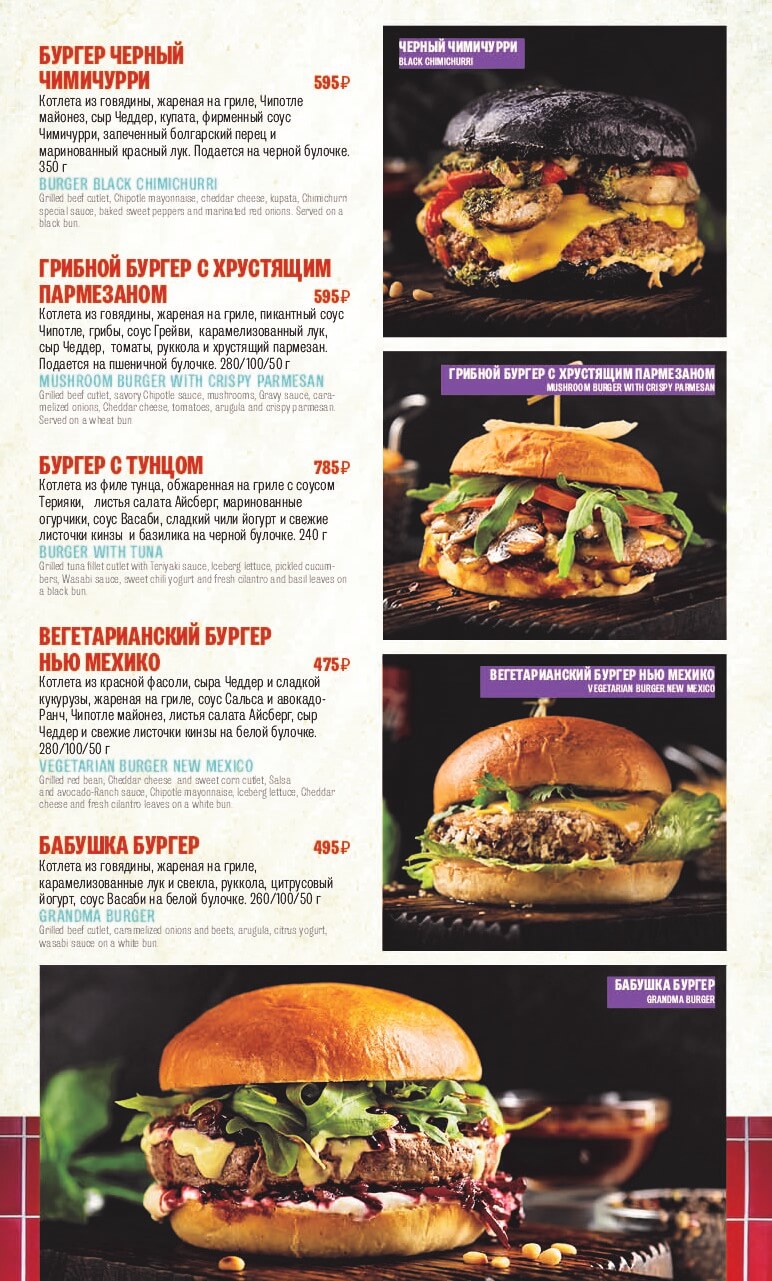 БУРГЕР ЧЕРНЫЙ
ЧИМИЧУРРИ 595₽
Котлета из говядины, жареная на гриле, Чипотле
майонез, сыр Чеддер, купата, фирменный соус
Чимичурри, запеченный болгарский перец и
маринованный красный лук. Подается на черной булочке.
350 г
BURGER BLACK CHIMICHURRI
Grilled beef cutlet, Chipotle mayonnaise, cheddar cheese, kupata, Chimichurri
special sauce, baked sweet peppers and marinated red onions. Served on a
black bun.
ГРИБНОЙ БУРГЕР С ХРУСТЯЩИМ
ПАРМЕЗАНОМ 595₽
Котлета из говядины, жареная на гриле, пикантный соус
Чипотле, грибы, соус Грейви, карамелизованный лук,
сыр Чеддер, томаты, руккола и хрустящий пармезан.
Подается на пшеничной булочке. 280/100/50 г
MUSHROOM BURGER WITH CRISPY PARMESAN
Grilled beef cutlet, savory Chipotle sauce, mushrooms, Gravy sauce, cara-
melized onions, Cheddar cheese, tomatoes, arugula and crispy parmesan.
Served on a wheat bun
БУРГЕР С ТУНЦОМ 785₽
Котлета из филе тунца, обжаренная на гриле с соусом
Терияки, листья салата Айсберг, маринованные
огурчики, соус Васаби, сладкий чили йогурт и свежие
листочки кинзы и базилика на черной булочке. 240 г
BURGER WITH TUNA
Grilled tuna fillet cutlet with Teriyaki sauce, Iceberg lettuce, pickled cucum-
bers, Wasabi sauce, sweet chili yogurt and fresh cilantro and basil leaves on
a black bun.
ВЕГЕТАРИАНСКИЙ БУРГЕР
НЬЮ МЕХИКО 475₽
Котлета из красной фасоли, сыра Чеддер и сладкой
кукурузы, жареная на гриле, соус Сальса и авокадо-
Ранч, Чипотле майонез, листья салата Айсберг, сыр
Чеддер и свежие листочки кинзы на белой булочке.
280/100/50 г
VEGETARIAN BURGER NEW MEXICO
Grilled red bean, Cheddar cheese and sweet corn cutlet, Salsa
and avocado-Ranch sauce, Chipotle mayonnaise, Iceberg lettuce, Cheddar
cheese and fresh cilantro leaves on a white bun.
БАБУШКА БУРГЕР 495₽
Котлета из говядины, жареная на гриле,
карамелизованные лук и свекла, руккола, цитрусовый
йогурт, соус Васаби на белой булочке. 260/100/50 г
GRANDMA BURGER
Grilled beef cutlet, caramelized onions and beets, arugula, citrus yogurt,
wasabi sauce on a white bun.
ЧЕРНЫЙ ЧИМИЧУРРИ
BLACK CHIMICHURRI
ГРИБНОЙ БУРГЕР С ХРУСТЯЩИМ ПАРМЕЗАНОМ
MUSHROOM BURGER WITH CRISPY PARMESAN
ВЕГЕТАРИАНСКИЙ БУРГЕР НЬЮ МЕХИКО
VEGETARIAN BURGER NEW MEXICO
БАБУШКА БУРГЕР
GRANDMA BURGER